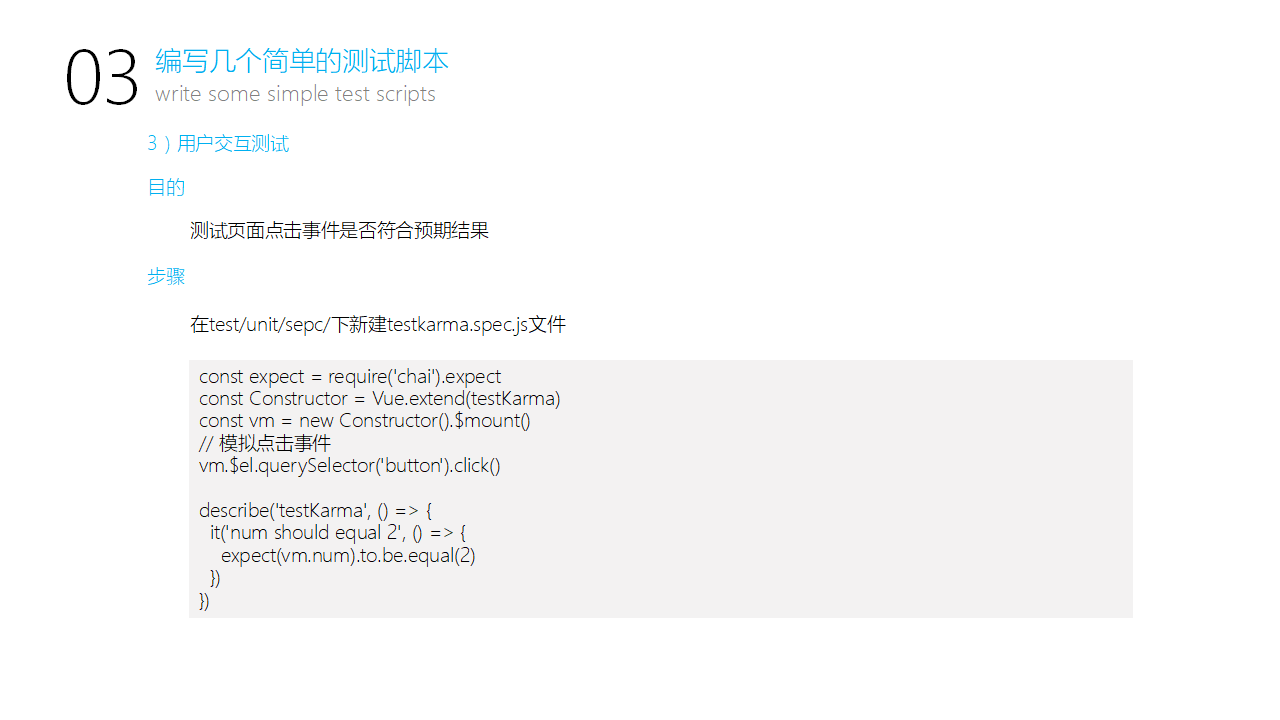 03
编写几个简单的测试脚本
write some simple test scripts
3）用户交互测试
目的
测试页面点击事件是否符合预期结果
步骤
在test/unit/sepc/下新建testkarma.spec.js文件
const expect = require('chai').expect
const Constructor = Vue.extend(testKarma)
const vm = new Constructor().$mount()
// 模拟点击事件
vm.$el.querySelector('button').click()
describe('testKarma', () => {
  it('num should equal 2', () => {
    expect(vm.num).to.be.equal(2)
  })
})